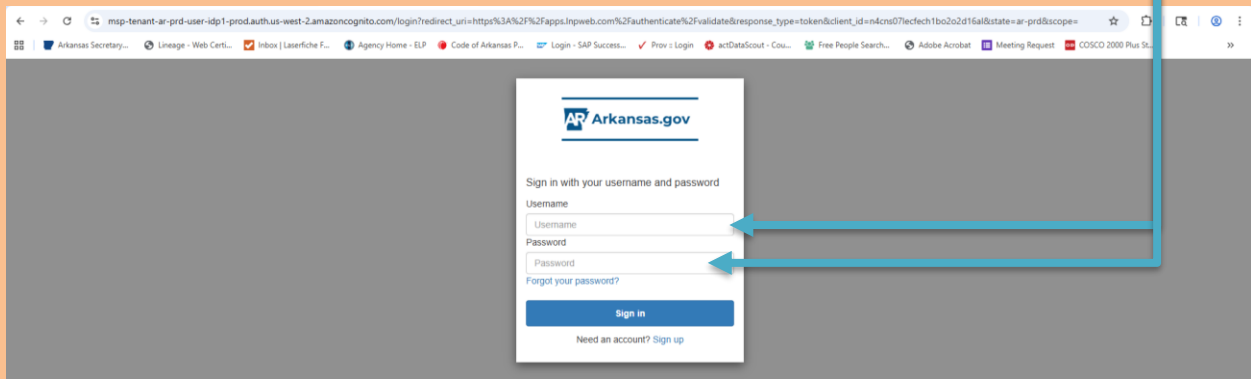 msp-tenant-ar-prd-user-idp1-prod.auth.us-west-2.amazoncognito.com/login?redirect_uri=https%3A%2F%2Fapps.lnpweb.com%2Fauthenticate%2Fvalidate&response_type=token&client_id=n4cns07lecfech1bo2o2d16al&state=ar-prd&scope=
Arkansas Secretary... Lineage - Web Certi... Inbox | Laserfiche F... Agency Home - ELP Code of Arkansas P... Login - SAP Success... Prov :: Login actDataScout - Cou... Free People Search... Adobe Acrobat Meeting Request COSCO 2000 Plus St...
AR Arkansas.gov
Sign in with your username and password
Username
Username
Password
Password
Forgot your password?
Sign in
Need an account? Sign up